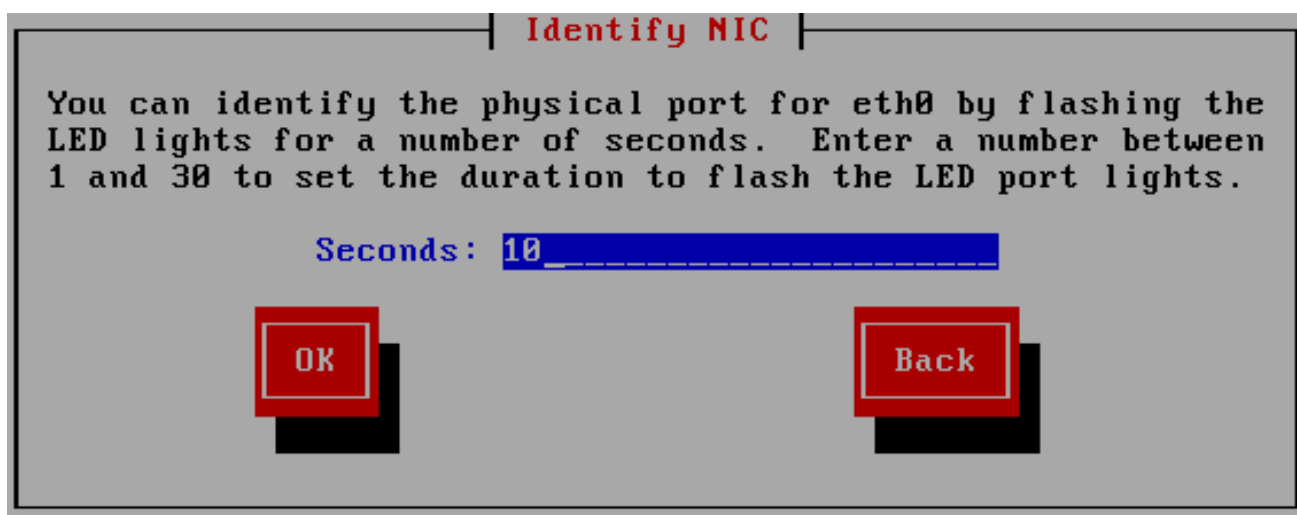 Identify NIC
You can identify the physical port for eth0 by flashing the
LED lights for a number of seconds.  Enter a number between
1 and 30 to set the duration to flash the LED port lights.
Seconds: 10_____________________
OK
Back